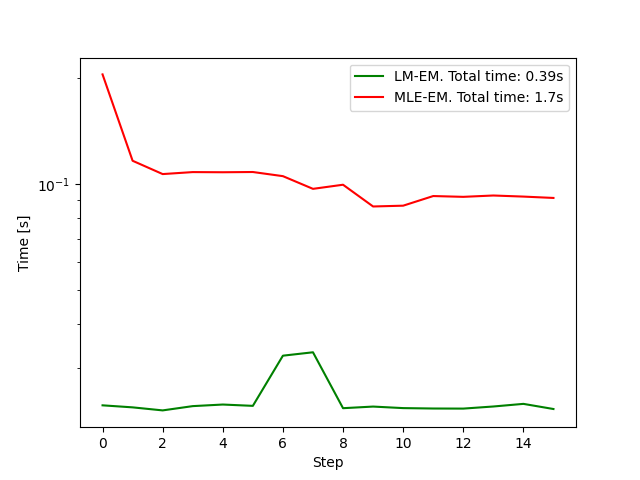 LM-EM. Total time: 0.39s
MLE-EM. Total time: 1.7s
10⁻¹
Time [s]
0 2 4 6 8 10 12 14
Step